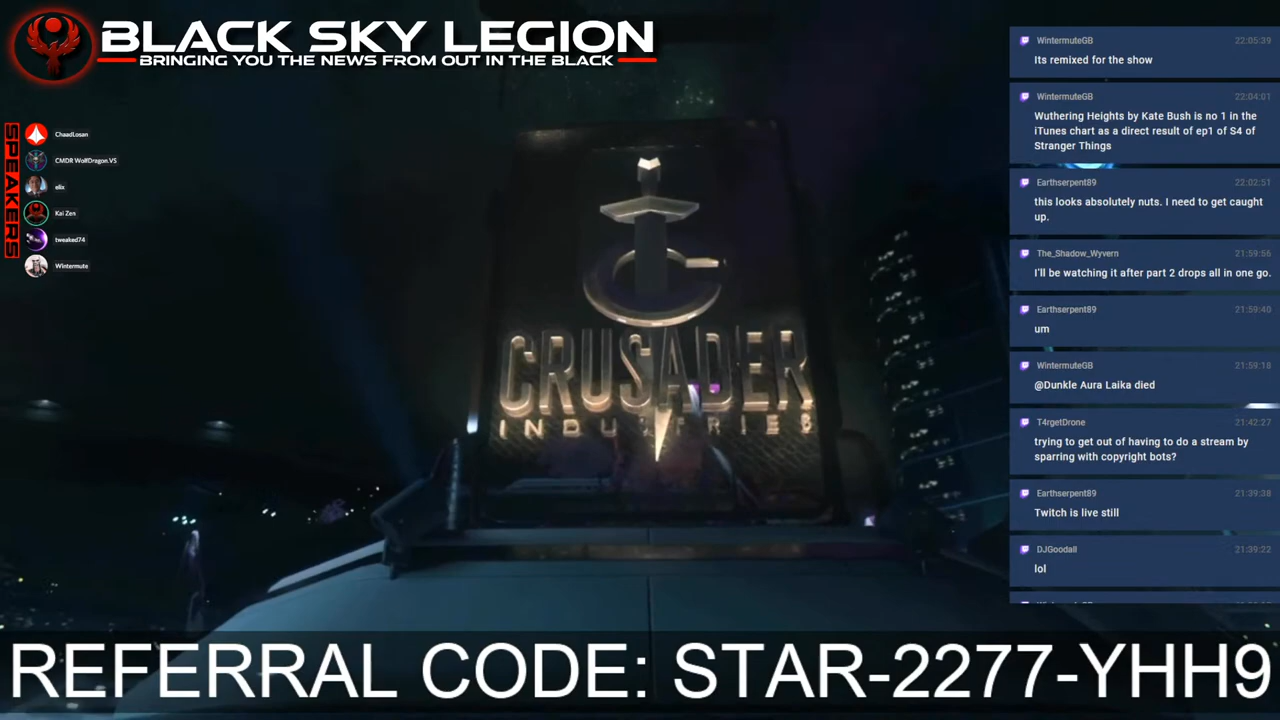 BLACK SKY LEGION
BRINGING YOU THE NEWS FROM OUT IN THE BLACK
SPEAKERS
ChaadLosan
CMDR WolfDragon.VS
elix
Kai Zen
tweaked74
Wintermute
CRUSADER
INDUSTRIES
WintermuteGB 22:05:39
Its remixed for the show
WintermuteGB 22:04:01
Wuthering Heights by Kate Bush is no 1 in the
iTunes chart as a direct result of ep1 of S4 of
Stranger Things
Earthserpent89 22:02:51
this looks absolutely nuts. I need to get caught
up.
The_Shadow_Wyvern 21:59:56
I'll be watching it after part 2 drops all in one go.
Earthserpent89 21:59:40
um
WintermuteGB 21:59:18
@Dunkle Aura Laika died
T4rgetDrone 21:42:27
trying to get out of having to do a stream by
sparring with copyright bots?
Earthserpent89 21:39:38
Twitch is live still
DJGoodall 21:39:22
lol
REFERRAL CODE: STAR-2277-YHH9